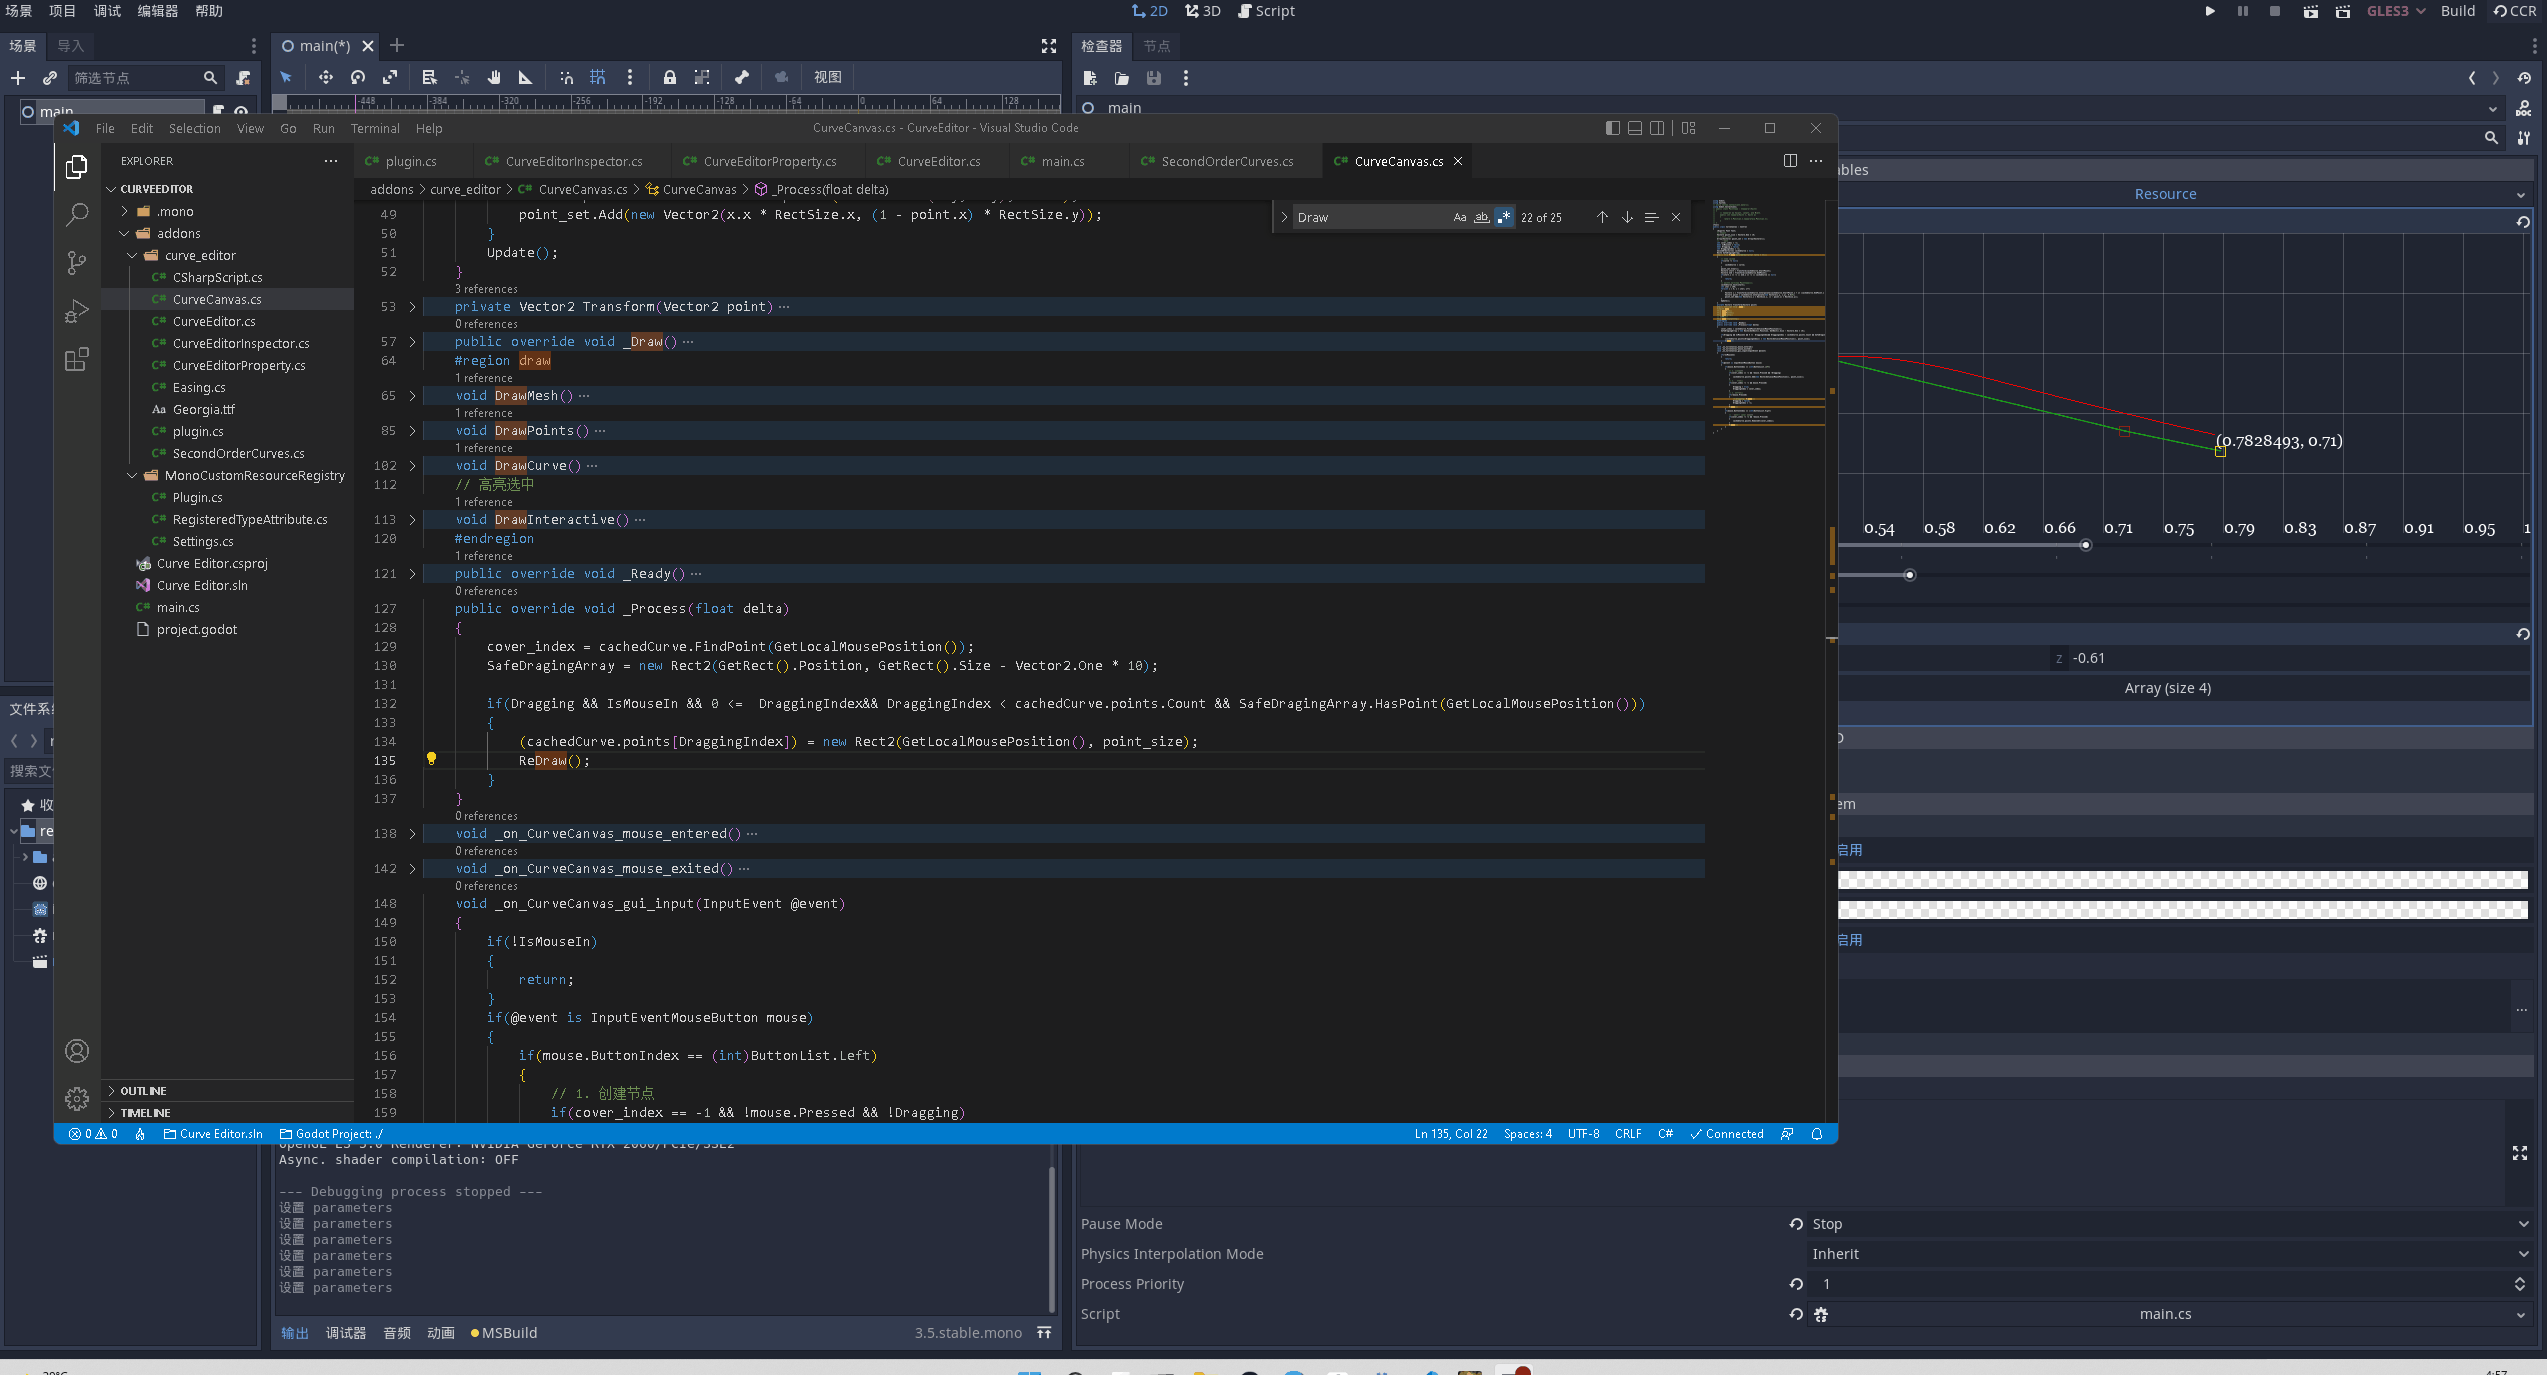 场景 项目 调试 编辑器 帮助
2D 3D Script
GLES3 Build CCR
场景 导入
main(*)
检查器 节点
筛选节点
视图
-448 -384 -320 -256 -192 -128 -64 0 64 128
main
main
File Edit Selection View Go Run Terminal Help
CurveCanvas.cs - CurveEditor - Visual Studio Code
EXPLORER
plugin.cs CurveEditorInspector.cs CurveEditorProperty.cs CurveEditor.cs main.cs SecondOrderCurves.cs CurveCanvas.cs
CURVEEDITOR
.mono
addons
curve_editor
CSharpScript.cs
CurveCanvas.cs
CurveEditor.cs
CurveEditorInspector.cs
CurveEditorProperty.cs
Easing.cs
Georgia.ttf
plugin.cs
SecondOrderCurves.cs
MonoCustomResourceRegistry
Plugin.cs
RegisteredTypeAttribute.cs
Settings.cs
Curve Editor.csproj
Curve Editor.sln
main.cs
project.godot
OUTLINE
TIMELINE
addons > curve_editor > CurveCanvas.cs > CurveCanvas > _Process(float delta)
Draw
Aa ab .* 22 of 25
49 point_set.Add(new Vector2(x.x * RectSize.x, (1 - point.x) * RectSize.y));
50 }
51 Update();
52 }
3 references
53 private Vector2 Transform(Vector2 point) ···
0 references
57 public override void _Draw() ···
64 #region draw
1 reference
65 void DrawMesh() ···
1 reference
85 void DrawPoints() ···
1 reference
102 void DrawCurve() ···
112 // 高亮选中
1 reference
113 void DrawInteractive() ···
120 #endregion
1 reference
121 public override void _Ready() ···
0 references
127 public override void _Process(float delta)
128 {
129 cover_index = cachedCurve.FindPoint(GetLocalMousePosition());
130 SafeDragingArray = new Rect2(GetRect().Position, GetRect().Size - Vector2.One * 10);
131
132 if(Dragging && IsMouseIn && 0 <=  DraggingIndex&& DraggingIndex < cachedCurve.points.Count && SafeDragingArray.HasPoint(GetLocalMousePosition()))
133 {
134 (cachedCurve.points[DraggingIndex]) = new Rect2(GetLocalMousePosition(), point_size);
135 ReDraw();
136 }
137 }
0 references
138 void _on_CurveCanvas_mouse_entered() ···
0 references
142 void _on_CurveCanvas_mouse_exited() ···
0 references
148 void _on_CurveCanvas_gui_input(InputEvent @event)
149 {
150 if(!IsMouseIn)
151 {
152 return;
153 }
154 if(@event is InputEventMouseButton mouse)
155 {
156 if(mouse.ButtonIndex == (int)ButtonList.Left)
157 {
158 // 1. 创建节点
159 if(cover_index == -1 && !mouse.Pressed && !Dragging)
0 0 Curve Editor.sln Godot Project: ./
Ln 135, Col 22 Spaces: 4 UTF-8 CRLF C# Connected
bles
Resource
(0.7828493, 0.71)
0.54 0.58 0.62 0.66 0.71 0.75 0.79 0.83 0.87 0.91 0.95 1
z -0.61
Array (size 4)
em
启用
启用
搜索文
收
re
Async. shader compilation: OFF
--- Debugging process stopped ---
设置 parameters
设置 parameters
设置 parameters
设置 parameters
设置 parameters
设置 parameters
输出 调试器 音频 动画 MSBuild
3.5.stable.mono
Pause Mode Stop
Physics Interpolation Mode Inherit
Process Priority 1
Script main.cs